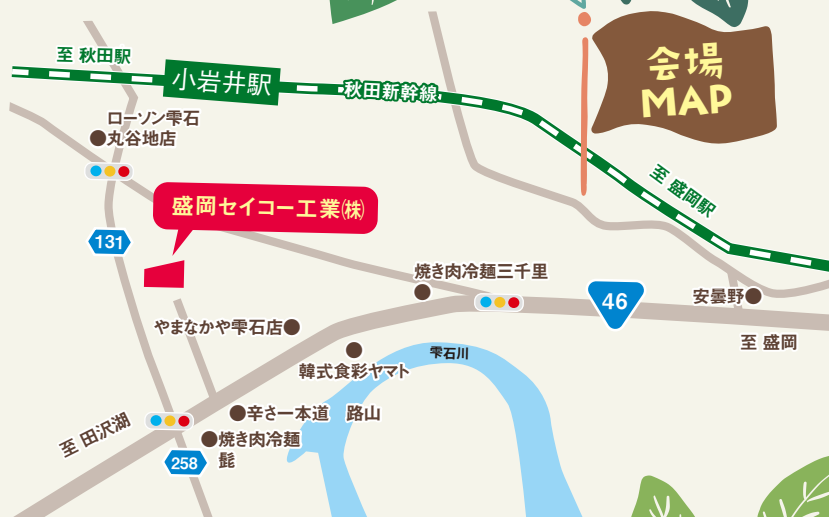 会場
MAP
至 秋田駅
小岩井駅
秋田新幹線
ローソン雫石
丸谷地店
至 盛岡駅
盛岡セイコー工業㈱
131
焼き肉冷麺三千里
46
安曇野
至 盛岡
やまなかや雫石店
雫石川
韓式食彩ヤマト
辛さ一本道 路山
至 田沢湖
焼き肉冷麺
髭
258